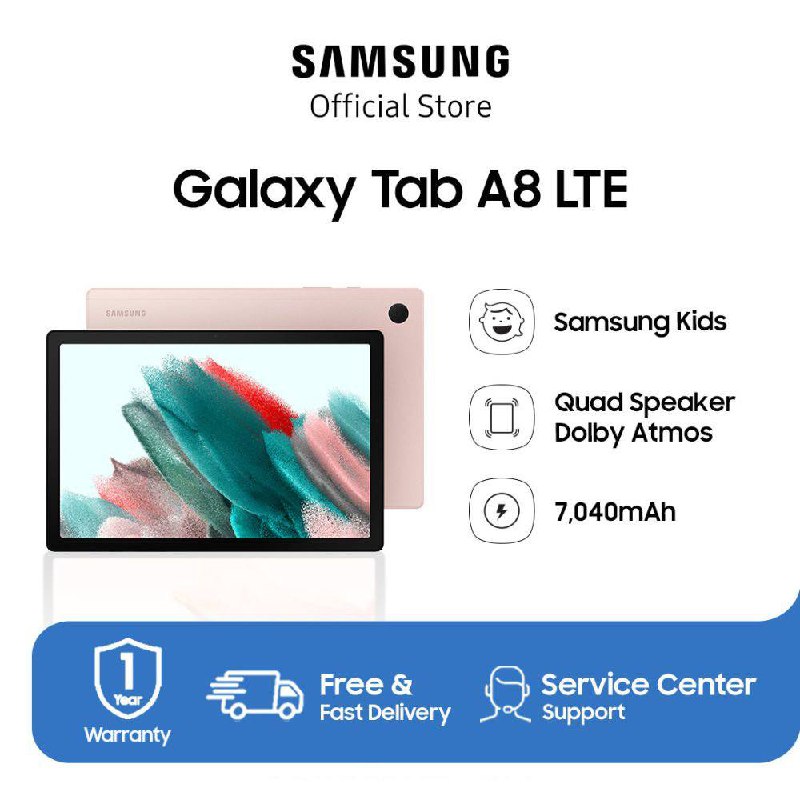 SAMSUNG
Official Store
Galaxy Tab A8 LTE
SAMSUNG
Samsung Kids
Quad Speaker
Dolby Atmos
7,040mAh
1
Year
Warranty
Free &
Fast Delivery
Service Center
Support